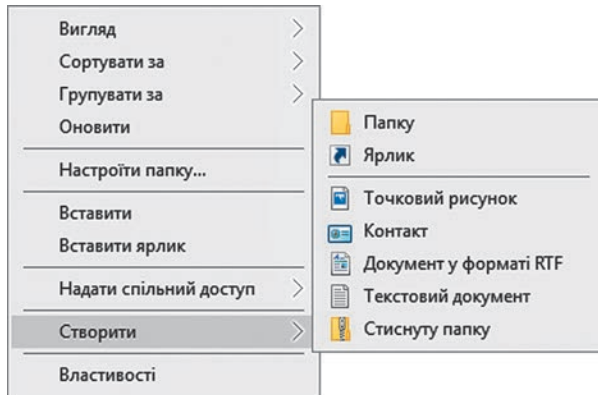 Вигляд
Сортувати за
Групувати за
Оновити
Настроїти папку...
Вставити
Вставити ярлик
Надати спільний доступ
Створити
Властивості
Папку
Ярлик
Точковий рисунок
Контакт
Документ у форматі RTF
Текстовий документ
Стиснуту папку